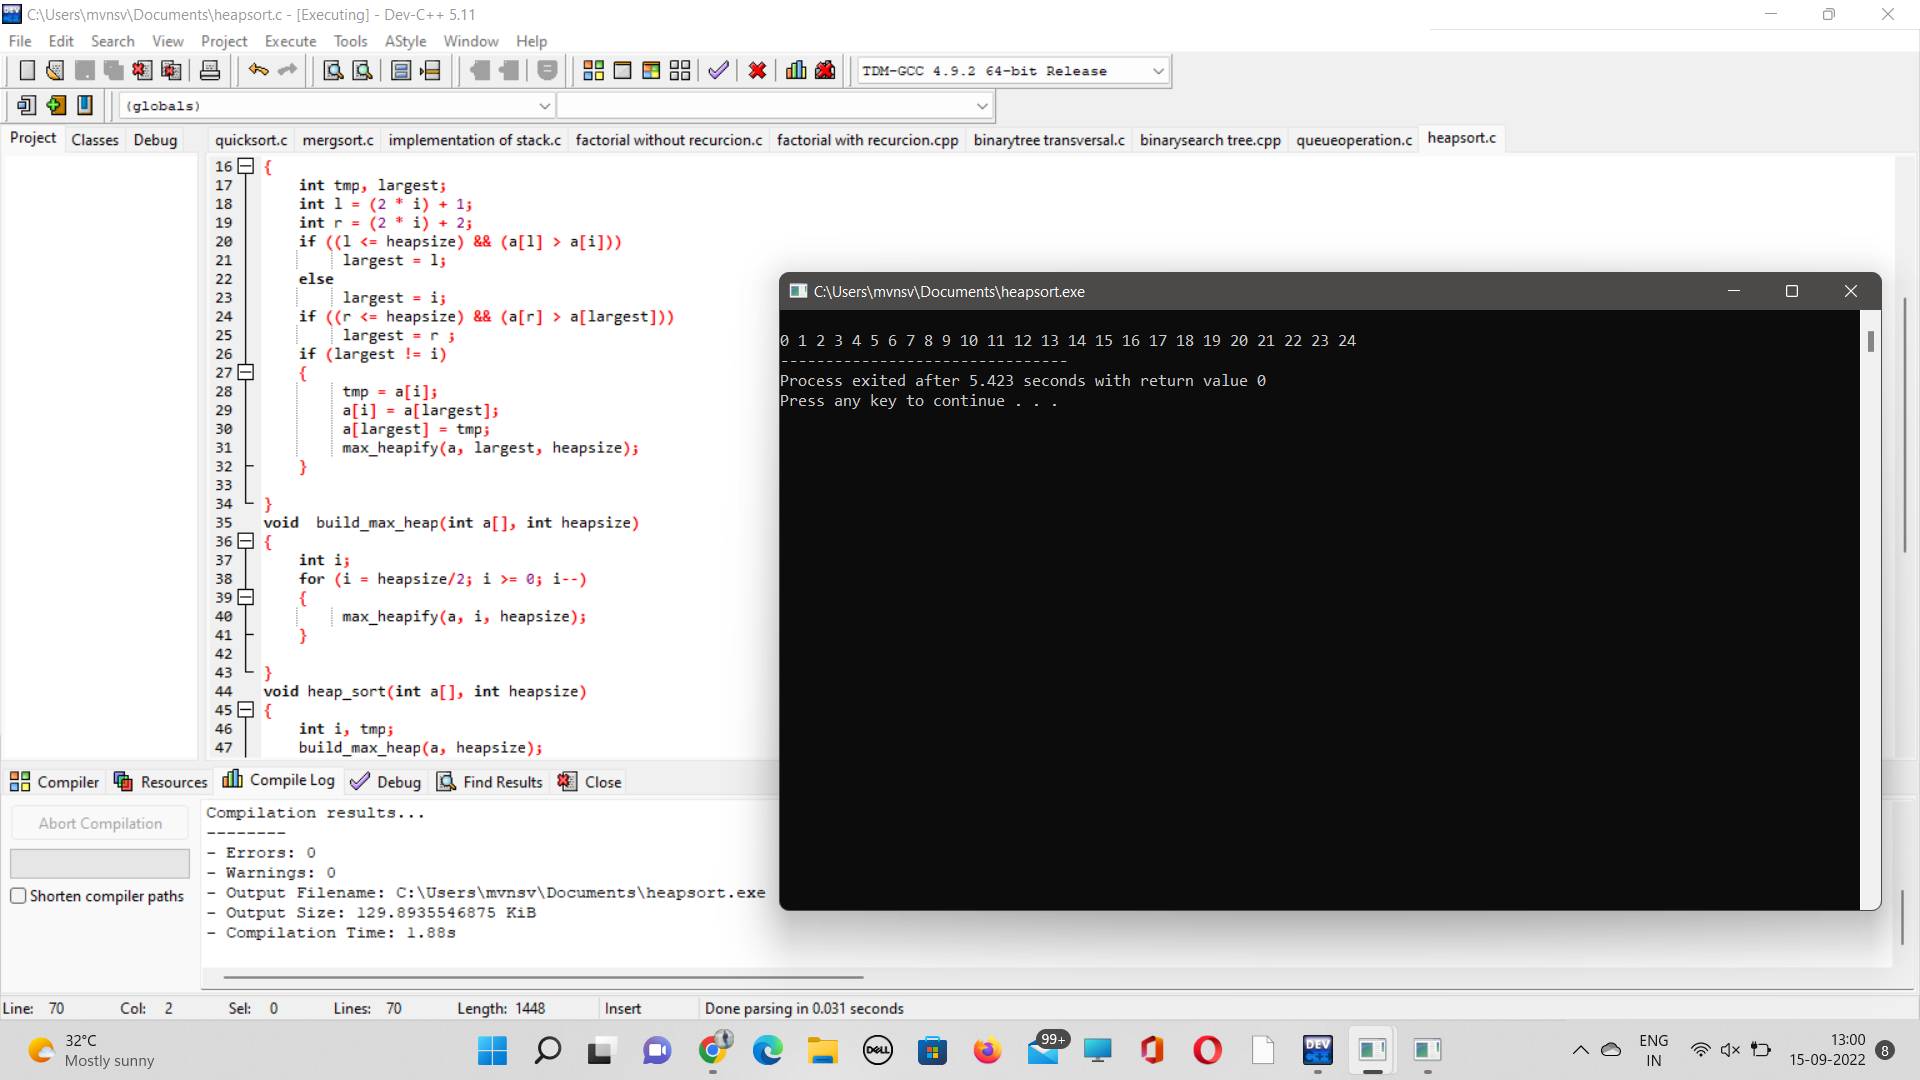 C:\Users\mvnsv\Documents\heapsort.c - [Executing] - Dev-C++ 5.11
File Edit Search View Project Execute Tools AStyle Window Help
TDM-GCC 4.9.2 64-bit Release
(globals)
Project Classes Debug
quicksort.c mergsort.c implementation of stack.c factorial without recurcion.c factorial with recurcion.cpp binarytree transversal.c binarysearch tree.cpp queueoperation.c heapsort.c
16 {
17 int tmp, largest;
18 int l = (2 * i) + 1;
19 int r = (2 * i) + 2;
20 if ((l <= heapsize) && (a[l] > a[i]))
21 largest = l;
22 else
23 largest = i;
24 if ((r <= heapsize) && (a[r] > a[largest]))
25 largest = r ;
26 if (largest != i)
27 {
28 tmp = a[i];
29 a[i] = a[largest];
30 a[largest] = tmp;
31 max_heapify(a, largest, heapsize);
32 }
33
34 }
35 void build_max_heap(int a[], int heapsize)
36 {
37 int i;
38 for (i = heapsize/2; i >= 0; i--)
39 {
40 max_heapify(a, i, heapsize);
41 }
42
43 }
44 void heap_sort(int a[], int heapsize)
45 {
46 int i, tmp;
47 build_max_heap(a, heapsize);
C:\Users\mvnsv\Documents\heapsort.exe
0 1 2 3 4 5 6 7 8 9 10 11 12 13 14 15 16 17 18 19 20 21 22 23 24
--------------------------------
Process exited after 5.423 seconds with return value 0
Press any key to continue . . .
Compiler Resources Compile Log Debug Find Results Close
Abort Compilation
Shorten compiler paths
Compilation results...
--------
- Errors: 0
- Warnings: 0
- Output Filename: C:\Users\mvnsv\Documents\heapsort.exe
- Output Size: 129.8935546875 KiB
- Compilation Time: 1.88s
Line: 70 Col: 2 Sel: 0 Lines: 70 Length: 1448 Insert Done parsing in 0.031 seconds
32°C
Mostly sunny
DELL
99+
DEV
ENG
IN
13:00
15-09-2022
8